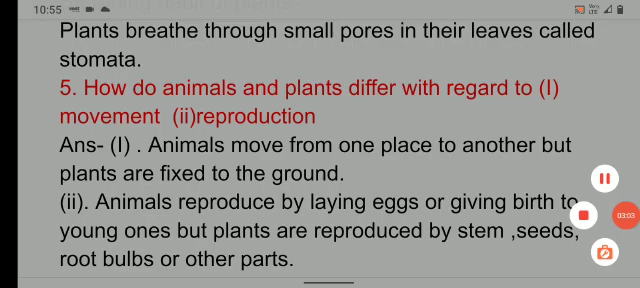 10:55
Plants breathe through small pores in their leaves called
stomata.
5. How do animals and plants differ with regard to (I)
movement (ii)reproduction
Ans- (I) . Animals move from one place to another but
plants are fixed to the ground.
(ii). Animals reproduce by laying eggs or giving birth to
young ones but plants are reproduced by stem ,seeds,
root bulbs or other parts.
03:03